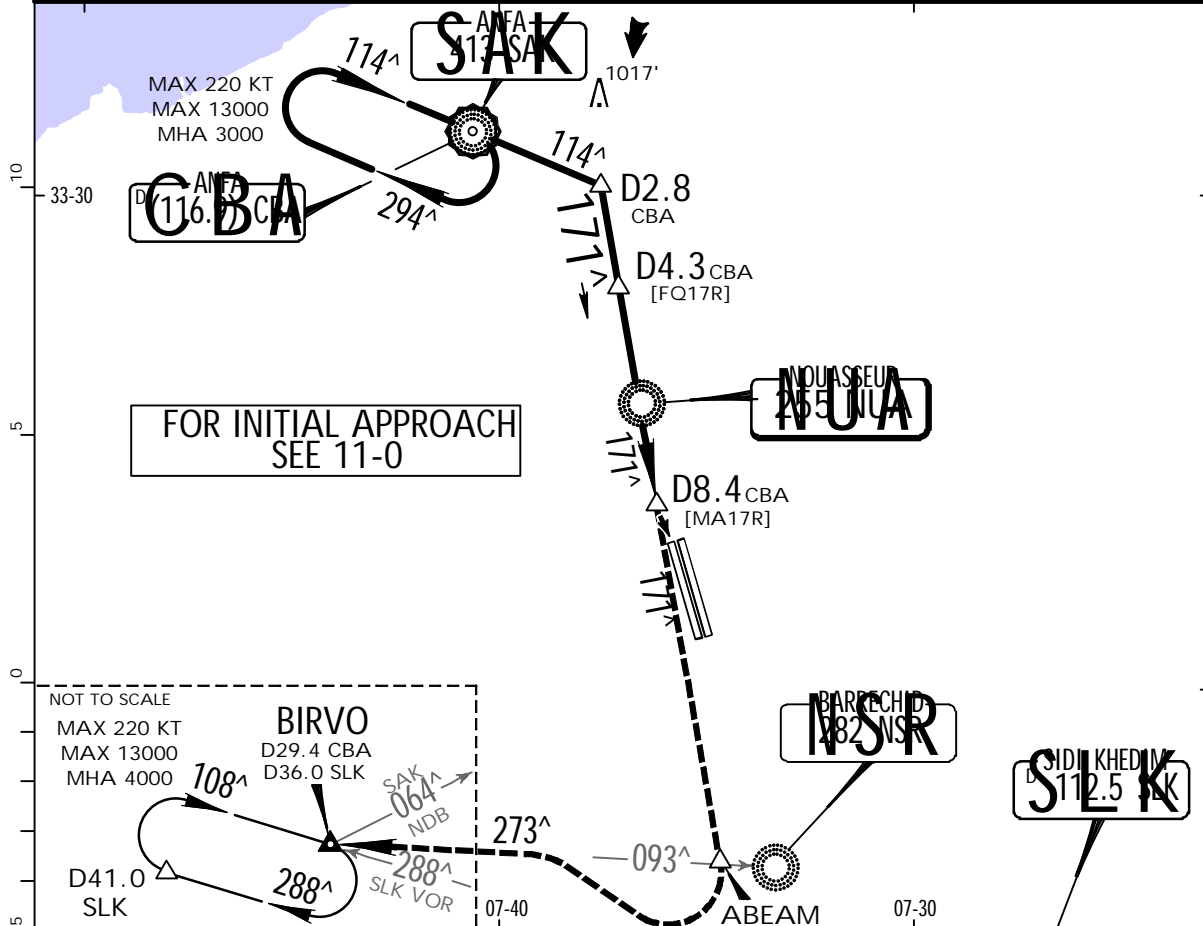 ANFA
413 SAK
SAK
1017'
MAX 220 KT
MAX 13000
MHA 3000
114^
294^
114^
ANFA
D (116.9) CBA
CBA
10
33-30
D2.8
CBA
171^
D4.3 CBA
[FQ17R]
NOUASSEUR
255 NUA
NUA
FOR INITIAL APPROACH
SEE 11-0
5
171^
D8.4 CBA
[MA17R]
171^
0
NOT TO SCALE
MAX 220 KT
MAX 13000
MHA 4000
BIRVO
D29.4 CBA
D36.0 SLK
108^
SAK
064^
NDB
288^
SLK VOR
288^
D41.0
SLK
273^
093^
BARRECHID
282 NSR
NSR
SIDI KHEDIM
D 112.5 SLK
SLK
5
07-40
ABEAM
07-30